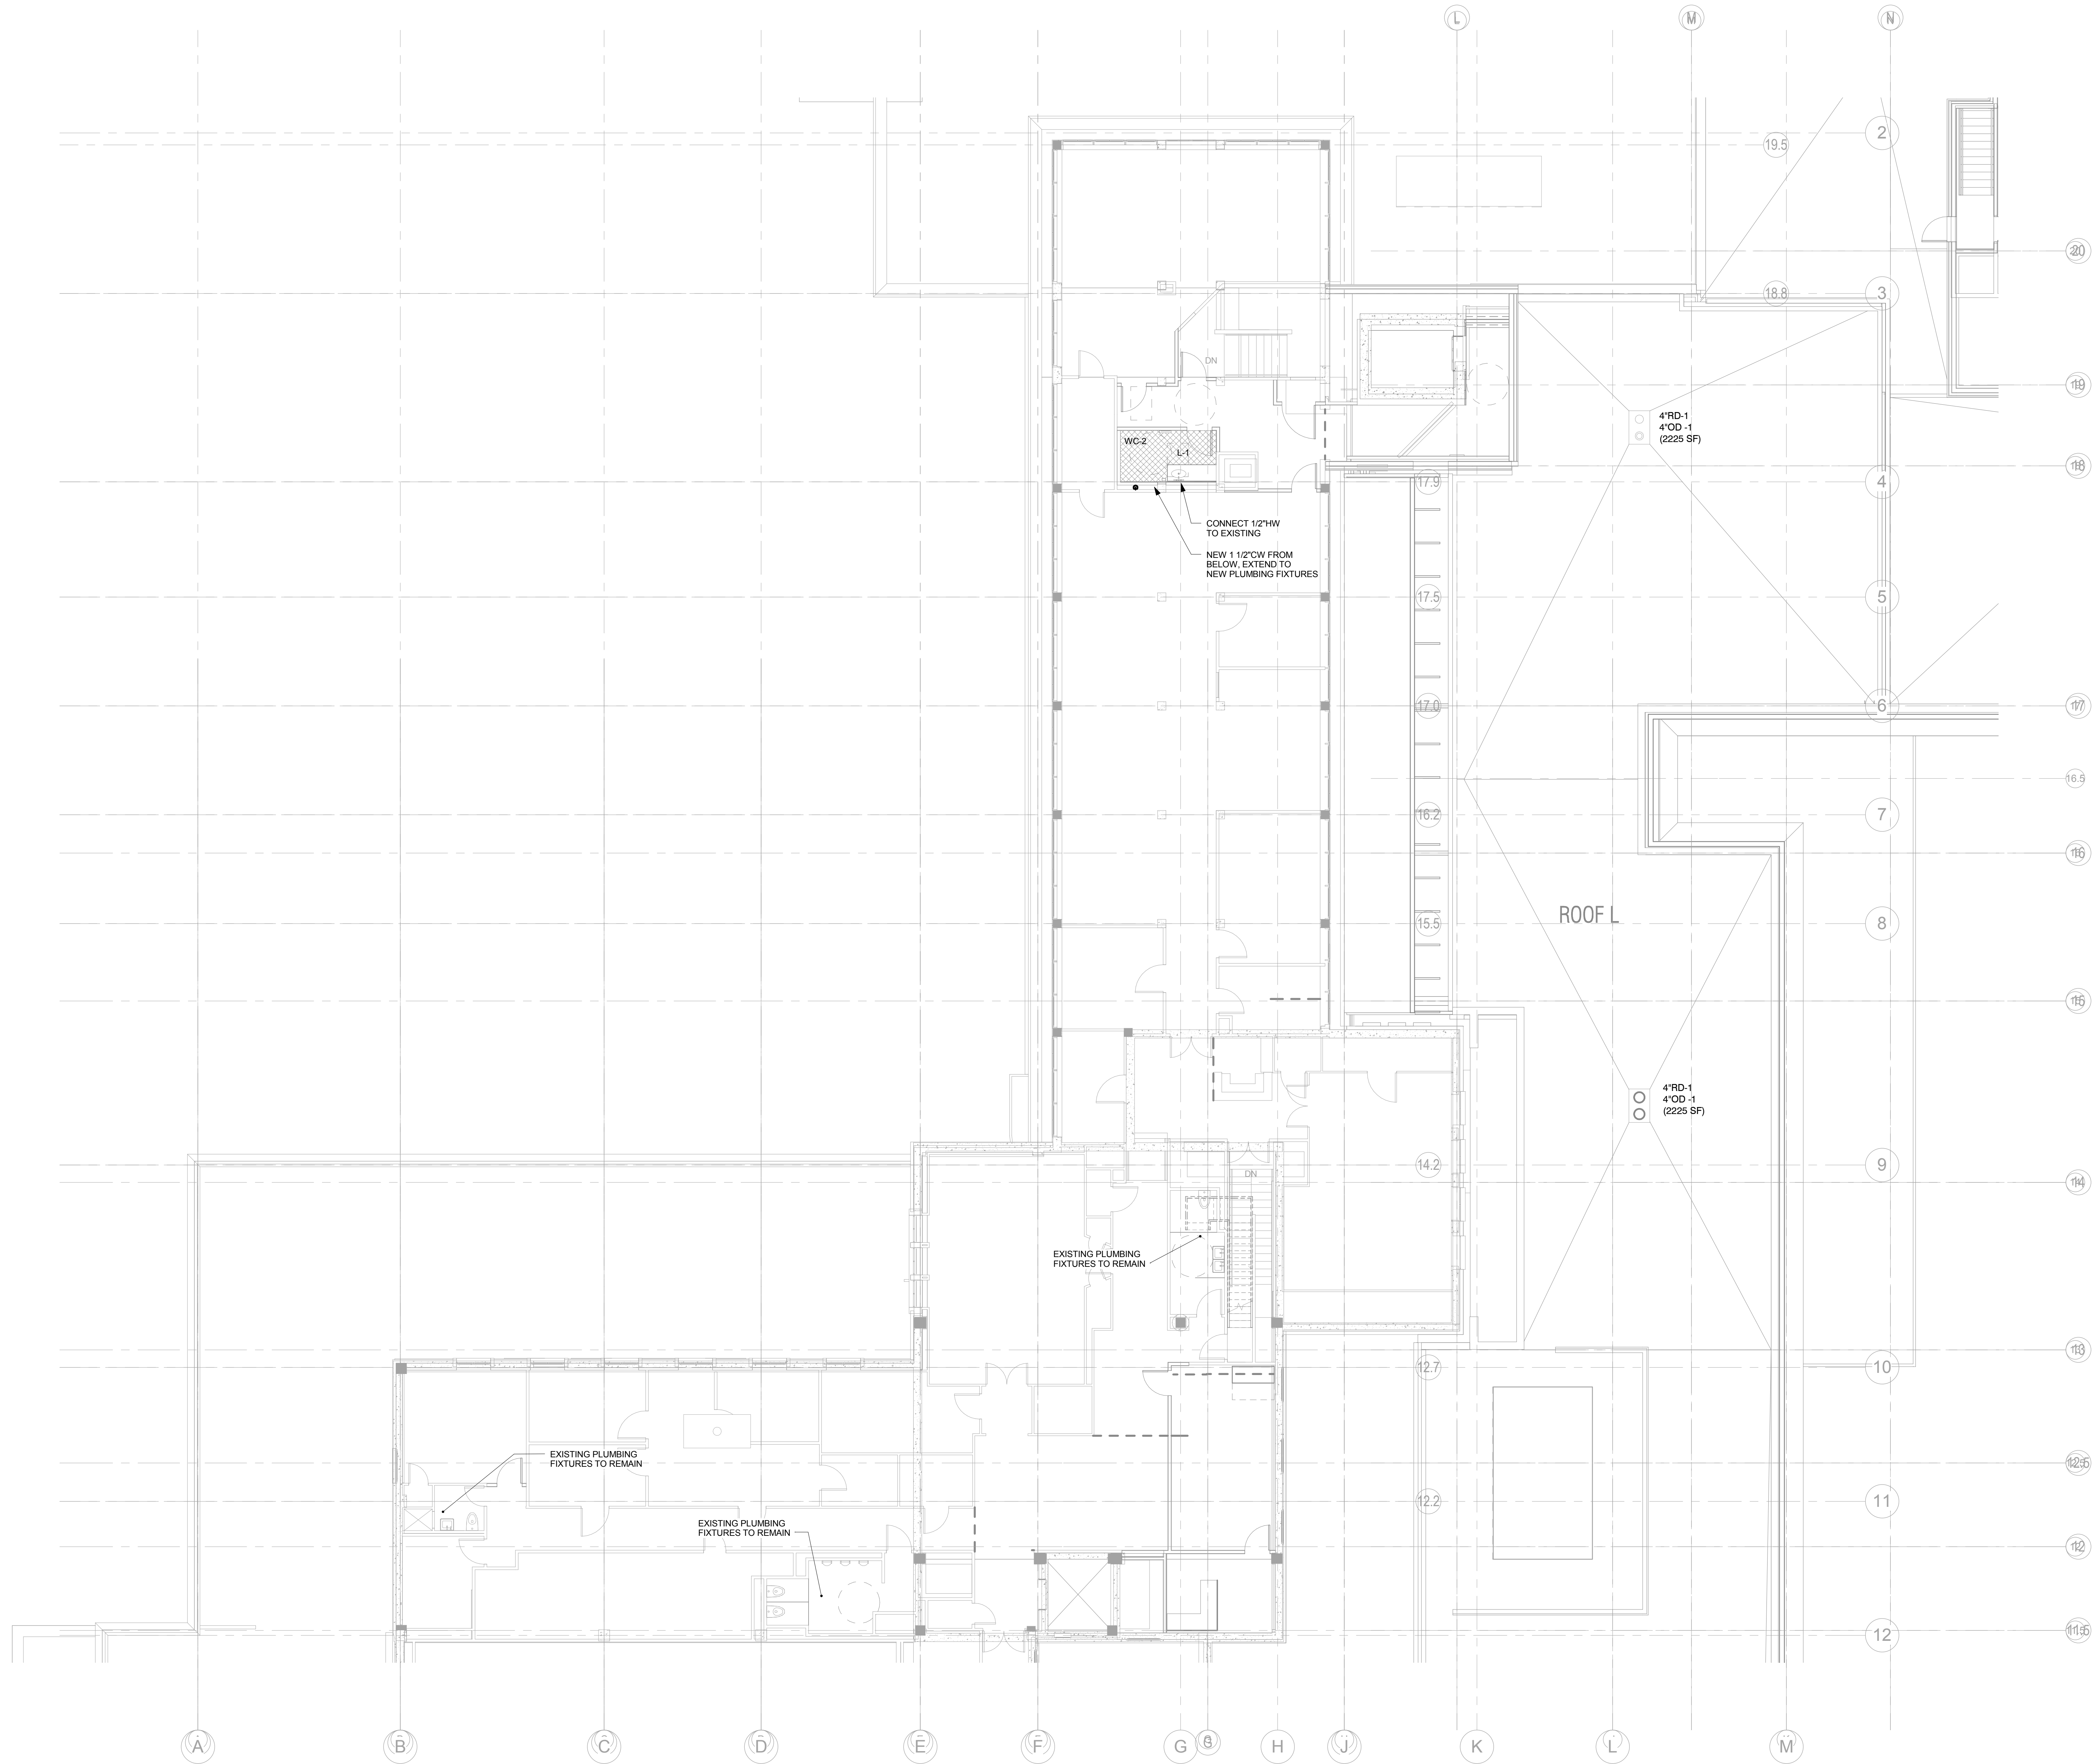 L
M
N
2
19.5
20
3
18.8
DN
19
4"RD-1
4"OD -1
(2225 SF)
WC-2
L-1
18
17.9
4
CONNECT 1/2"HW
TO EXISTING
NEW 1 1/2"CW FROM
BELOW, EXTEND TO
NEW PLUMBING FIXTURES
17.5
5
17.0
6
17
16.5
16.2
7
16
ROOF L
15.5
8
15
4"RD-1
4"OD -1
(2225 SF)
14.2
9
DN
14
EXISTING PLUMBING
FIXTURES TO REMAIN
13
12.7
10
EXISTING PLUMBING
FIXTURES TO REMAIN
12.5
12.2
11
EXISTING PLUMBING
FIXTURES TO REMAIN
12
11.5
12
A
B
C
D
E
F
G
G
H
J
K
L
M